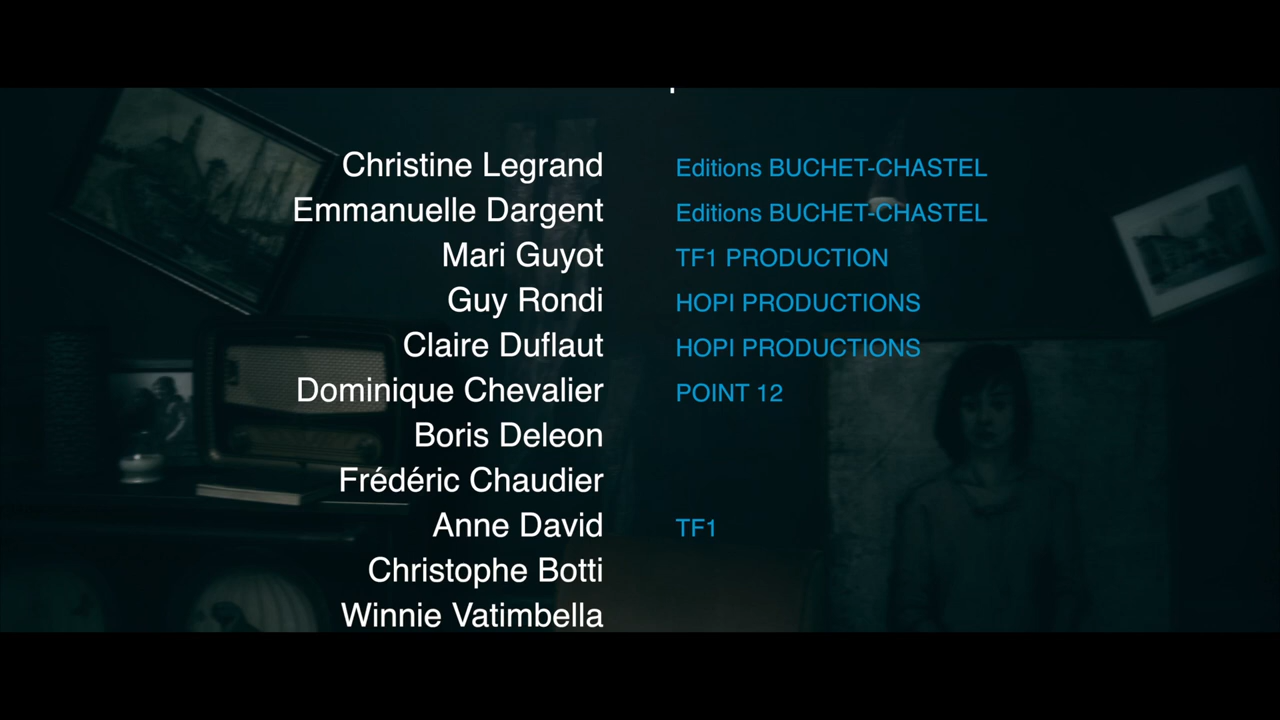 Christine Legrand Editions BUCHET-CHASTEL
Emmanuelle Dargent Editions BUCHET-CHASTEL
Mari Guyot TF1 PRODUCTION
Guy Rondi HOPI PRODUCTIONS
Claire Duflaut HOPI PRODUCTIONS
Dominique Chevalier POINT 12
Boris Deleon
Frédéric Chaudier
Anne David TF1
Christophe Botti
Winnie Vatimbella